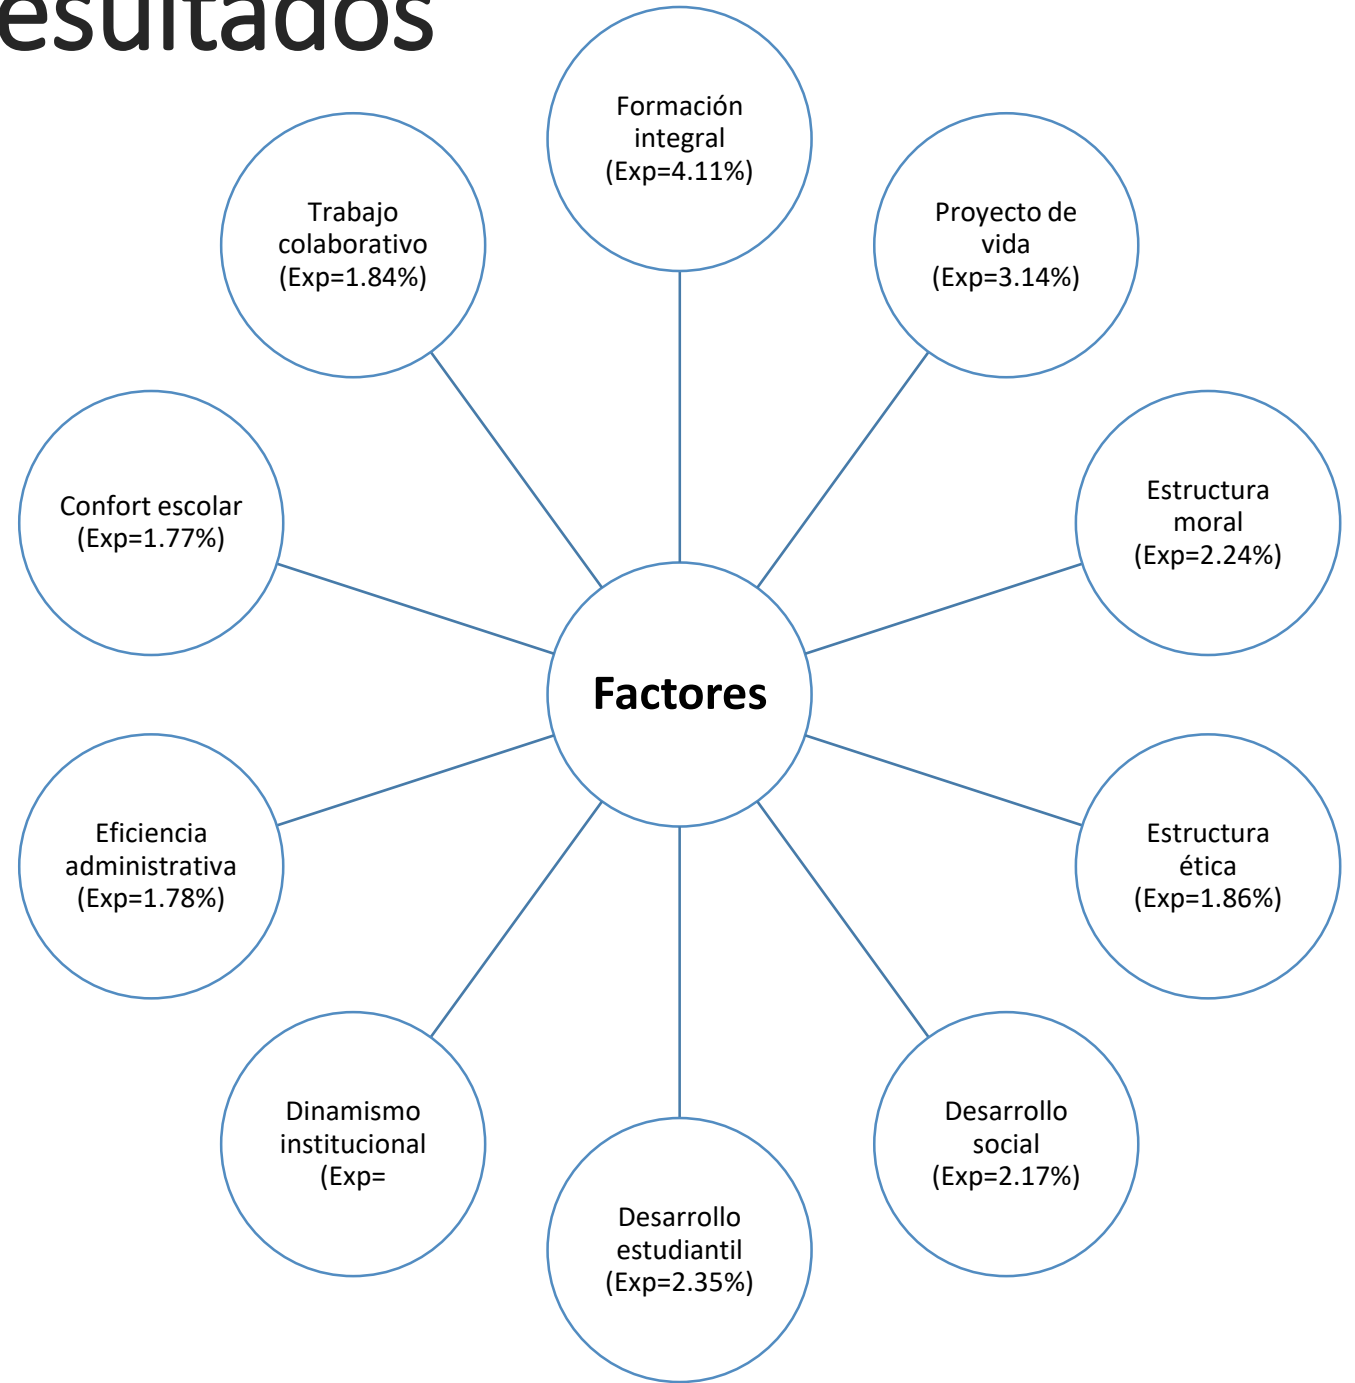 esultados
Formación
integral
(Exp=4.11%)
Proyecto de
vida
(Exp=3.14%)
Estructura
moral
(Exp=2.24%)
Estructura
ética
(Exp=1.86%)
Desarrollo
social
(Exp=2.17%)
Desarrollo
estudiantil
(Exp=2.35%)
Dinamismo
institucional
(Exp=
Eficiencia
administrativa
(Exp=1.78%)
Confort escolar
(Exp=1.77%)
Trabajo
colaborativo
(Exp=1.84%)
Factores